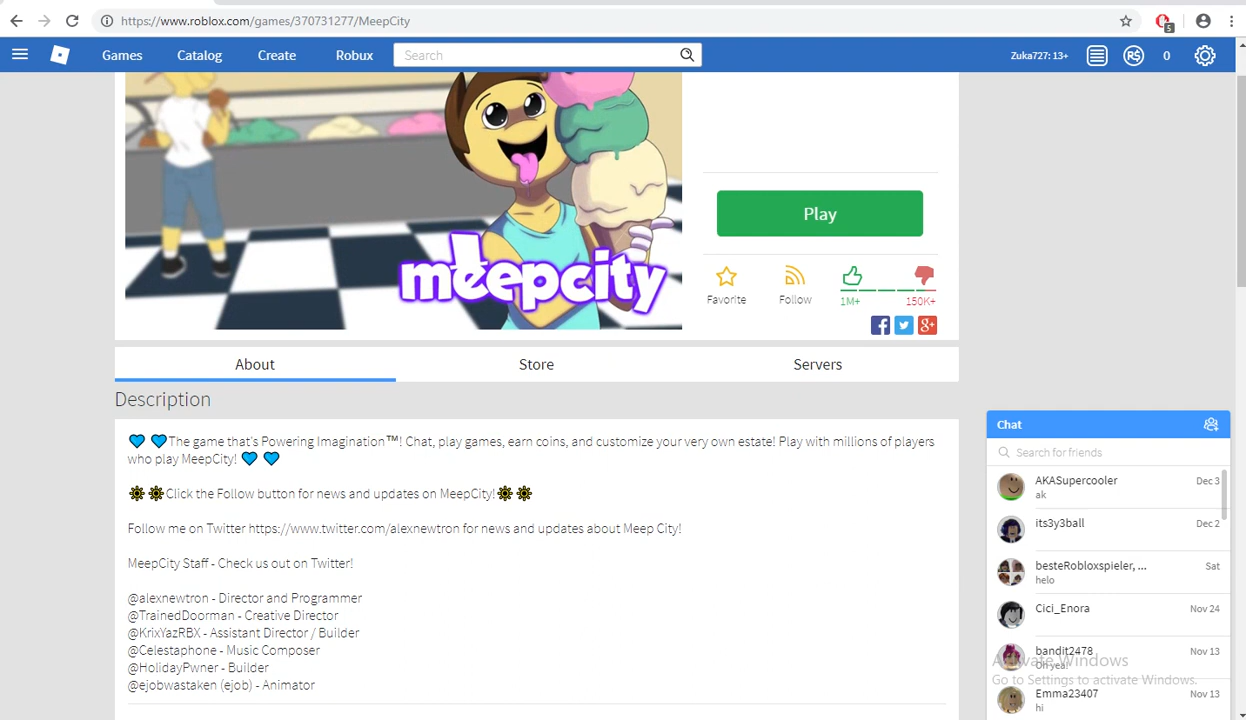 https://www.roblox.com/games/370731277/MeepCity
5
Games Catalog Create Robux Search Zuka727: 13+ R$ 0
meepcity
Play
Favorite Follow 1M+ 150K+
f g+
About Store Servers
Description
The game that's Powering Imagination™! Chat, play games, earn coins, and customize your very own estate! Play with millions of players
who play MeepCity!
Click the Follow button for news and updates on MeepCity!
Follow me on Twitter https://www.twitter.com/alexnewtron for news and updates about Meep City!
MeepCity Staff - Check us out on Twitter!
@alexnewtron - Director and Programmer
@TrainedDoorman - Creative Director
@KrixYazRBX - Assistant Director / Builder
@Celestaphone - Music Composer
@HolidayPwner - Builder
@ejobwastaken (ejob) - Animator
Chat
Search for friends
AKASupercooler Dec 3
ak
its3y3ball Dec 2
besteRobloxspieler, ... Sat
helo
Cici_Enora Nov 24
bandit2478 Nov 13
Oh yea!
Activate Windows
Go to Settings to activate Windows.
Emma23407 Nov 13
hi